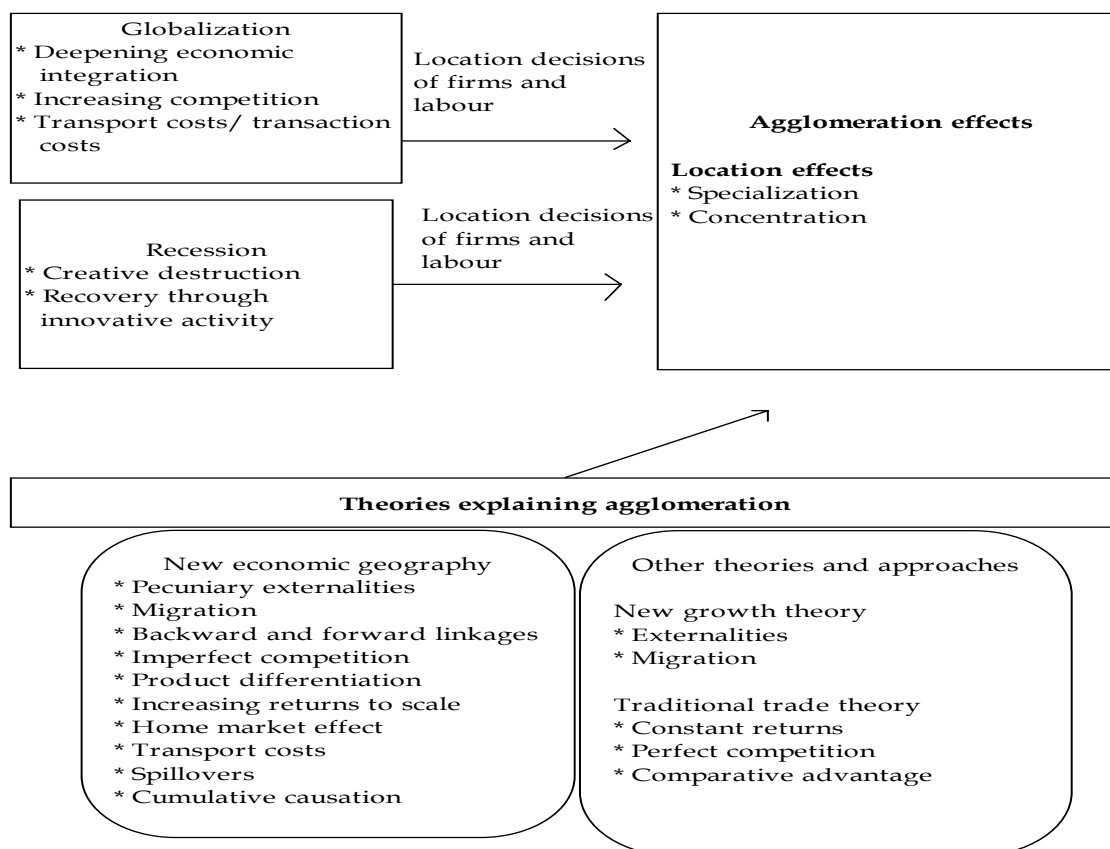 Globalization
* Deepening economic
integration
* Increasing competition
* Transport costs/ transaction
costs
Location decisions
of firms and
labour
Recession
* Creative destruction
* Recovery through
innovative activity
Location decisions
of firms and
labour
Agglomeration effects
Location effects
* Specialization
* Concentration
Theories explaining agglomeration
New economic geography
* Pecuniary externalities
* Migration
* Backward and forward linkages
* Imperfect competition
* Product differentiation
* Increasing returns to scale
* Home market effect
* Transport costs
* Spillovers
* Cumulative causation
Other theories and approaches
New growth theory
* Externalities
* Migration
Traditional trade theory
* Constant returns
* Perfect competition
* Comparative advantage